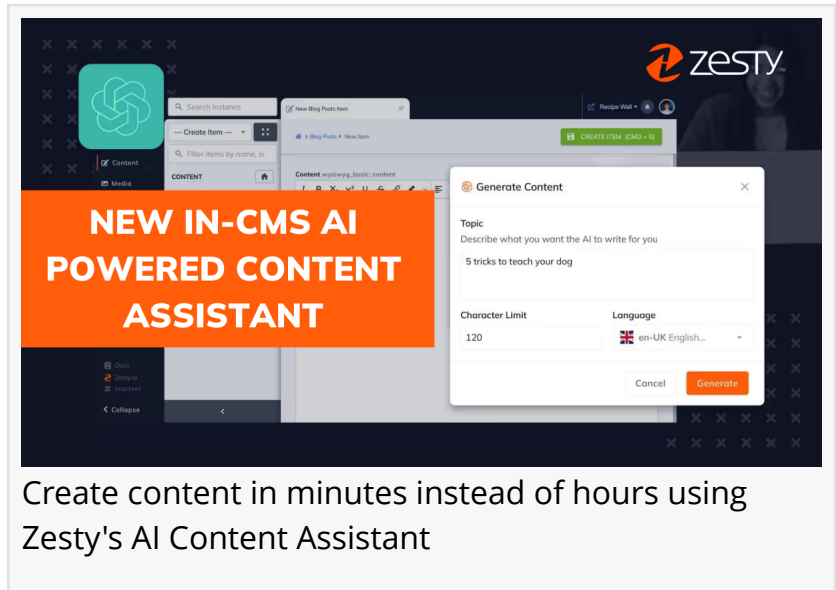 zesty
Search Instance
New Blog Posts Item
Recipe Wall
— Create Item —
Blog Posts > New Item
CREATE ITEM (CMD + S)
Filter items by name, zu
Content
CONTENT
Content wysiwyg_basic: content
Media
NEW IN-CMS AI
POWERED CONTENT
ASSISTANT
Generate Content
Topic
Describe what you want the AI to write for you
5 tricks to teach your dog
Character Limit
Language
120
en-UK English...
Cancel
Generate
Docs
Collapse
Create content in minutes instead of hours using
Zesty's AI Content Assistant